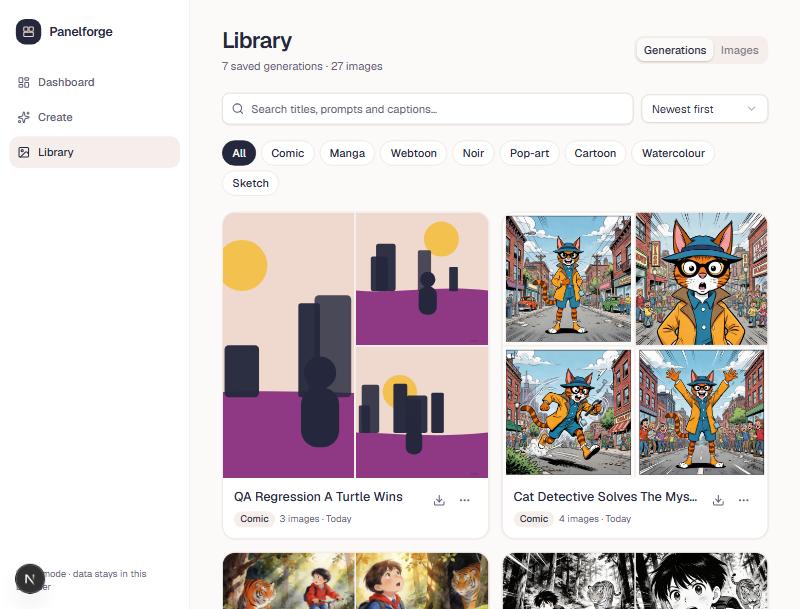 Panelforge
Dashboard
Create
Library
mode · data stays in this
N
Library
7 saved generations · 27 images
Generations
Images
Search titles, prompts and captions...
Newest first
All
Comic
Manga
Webtoon
Noir
Pop-art
Cartoon
Watercolour
Sketch
QA Regression A Turtle Wins
Comic
3 images · Today
Cat Detective Solves The Mys...
Comic
4 images · Today